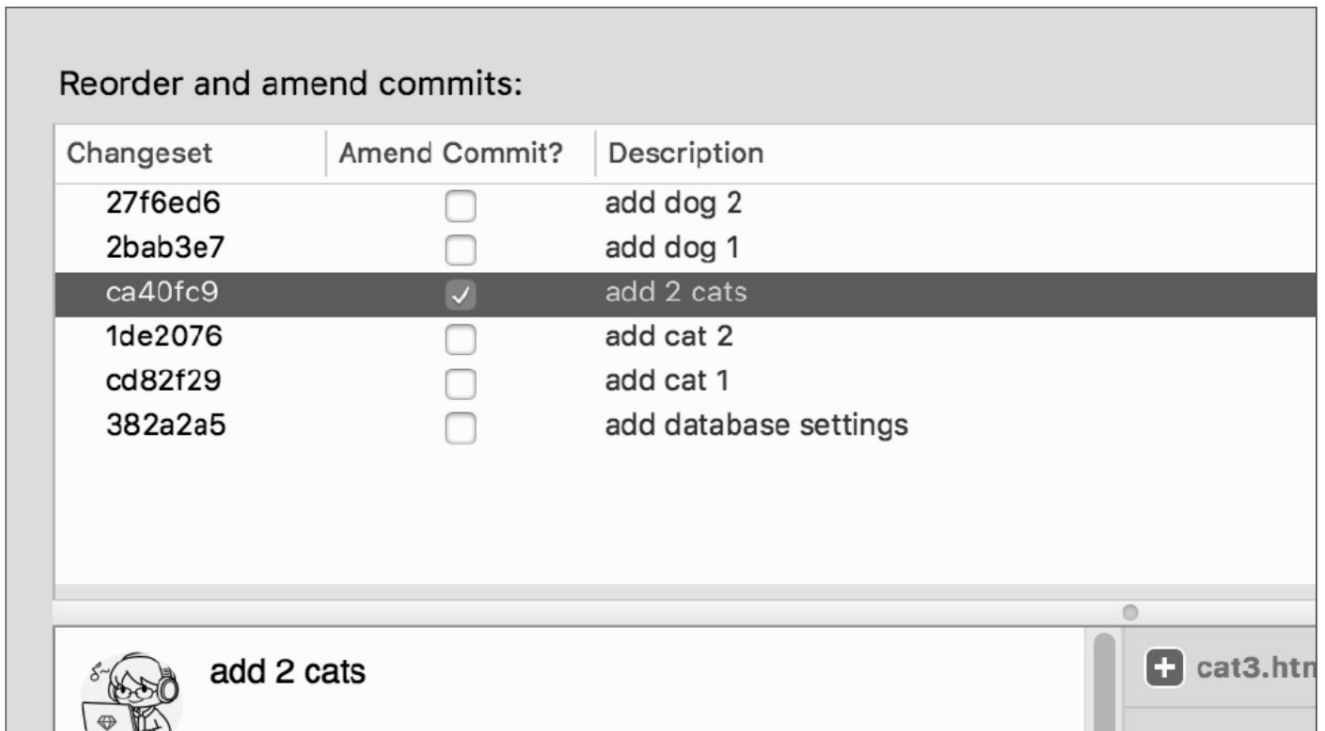 Reorder and amend commits:
Changeset Amend Commit? Description
27f6ed6 add dog 2
2bab3e7 add dog 1
ca40fc9 add 2 cats
1de2076 add cat 2
cd82f29 add cat 1
382a2a5 add database settings
add 2 cats
cat3.htm